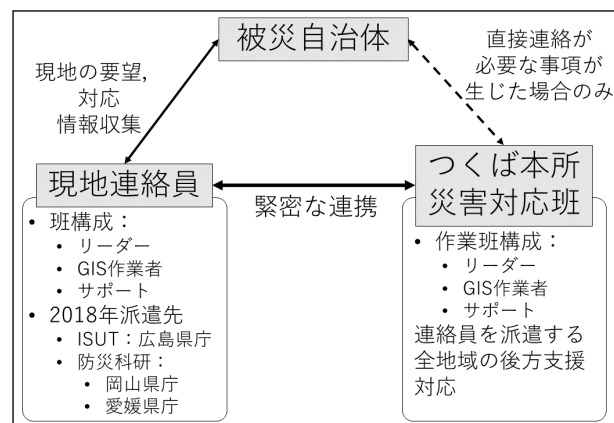 被災自治体
現地の要望,
対応
情報収集
直接連絡が
必要な事項が
生じた場合のみ
現地連絡員
緊密な連携
つくば本所
災害対応班
• 班構成：
• リーダー
• GIS作業者
• サポート
• 2018年派遣先
• ISUT：広島県庁
• 防災科研：
• 岡山県庁
• 愛媛県庁
• 作業班構成：
• リーダー
• GIS作業者
• サポート
連絡員を派遣する
全地域の後方支援
対応